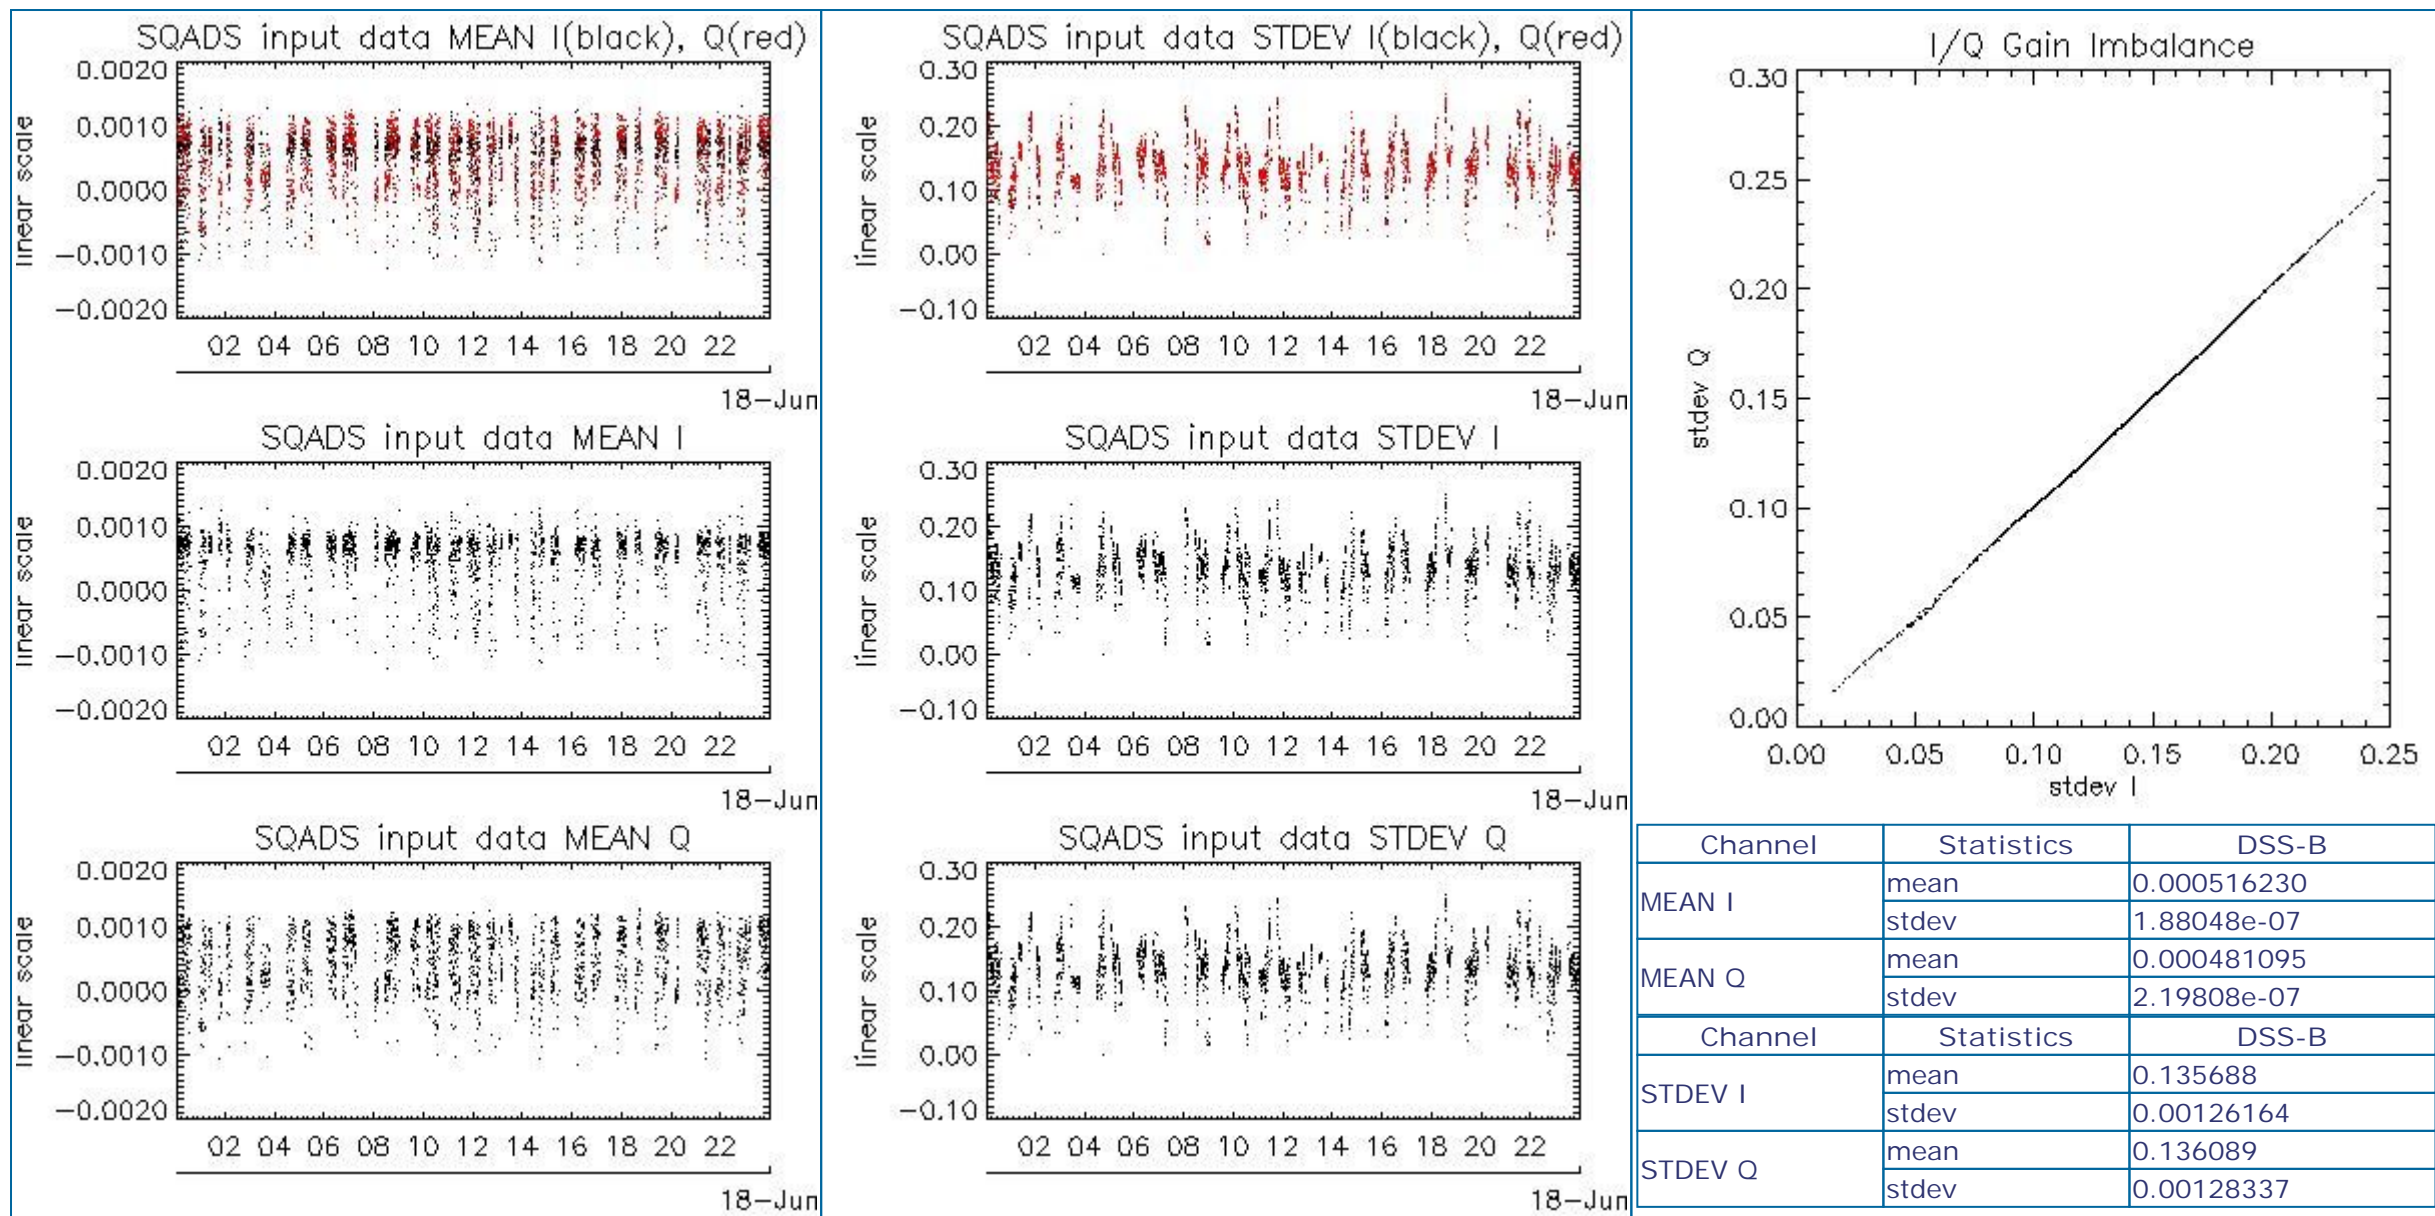 SQADS input data MEAN I(black), Q(red)
linear scale
0.0020
0.0010
0.0000
−0.0010
−0.0020
02 04 06 08 10 12 14 16 18 20 22
18−Jun
SQADS input data MEAN I
linear scale
0.0020
0.0010
0.0000
−0.0010
−0.0020
02 04 06 08 10 12 14 16 18 20 22
18−Jun
SQADS input data MEAN Q
linear scale
0.0020
0.0010
0.0000
−0.0010
−0.0020
02 04 06 08 10 12 14 16 18 20 22
18−Jun
SQADS input data STDEV I(black), Q(red)
linear scale
0.30
0.20
0.10
0.00
−0.10
02 04 06 08 10 12 14 16 18 20 22
18−Jun
SQADS input data STDEV I
linear scale
0.30
0.20
0.10
0.00
−0.10
02 04 06 08 10 12 14 16 18 20 22
18−Jun
SQADS input data STDEV Q
linear scale
0.30
0.20
0.10
0.00
−0.10
02 04 06 08 10 12 14 16 18 20 22
18−Jun
I/Q Gain Imbalance
stdev Q
0.30
0.25
0.20
0.15
0.10
0.05
0.00
0.00 0.05 0.10 0.15 0.20 0.25
stdev I
Channel Statistics DSS-B
MEAN I
mean 0.000516230
stdev 1.88048e-07
MEAN Q
mean 0.000481095
stdev 2.19808e-07
Channel Statistics DSS-B
STDEV I
mean 0.135688
stdev 0.00126164
STDEV Q
mean 0.136089
stdev 0.00128337